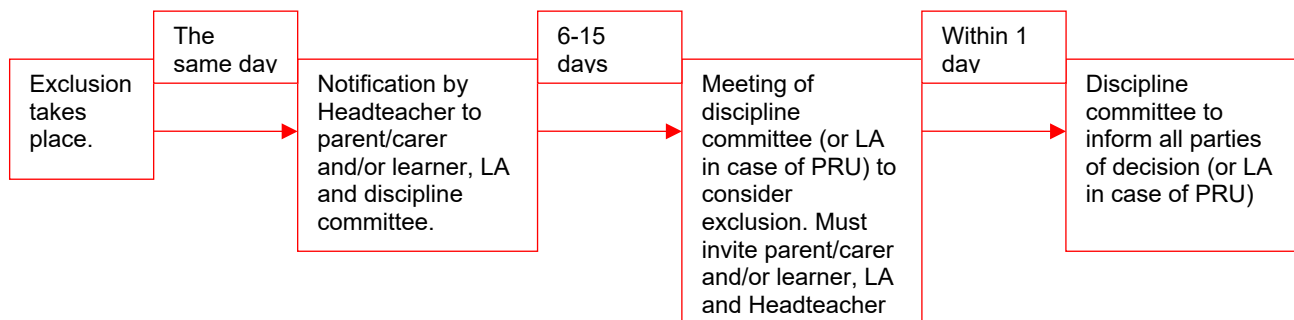 Exclusion
takes
place.
The
same day
Notification by
Headteacher to
parent/carer
and/or learner, LA
and discipline
committee.
6-15
days
Meeting of
discipline
committee (or LA
in case of PRU) to
consider
exclusion. Must
invite parent/carer
and/or learner, LA
and Headteacher
Within 1
day
Discipline
committee to
inform all parties
of decision (or LA
in case of PRU)